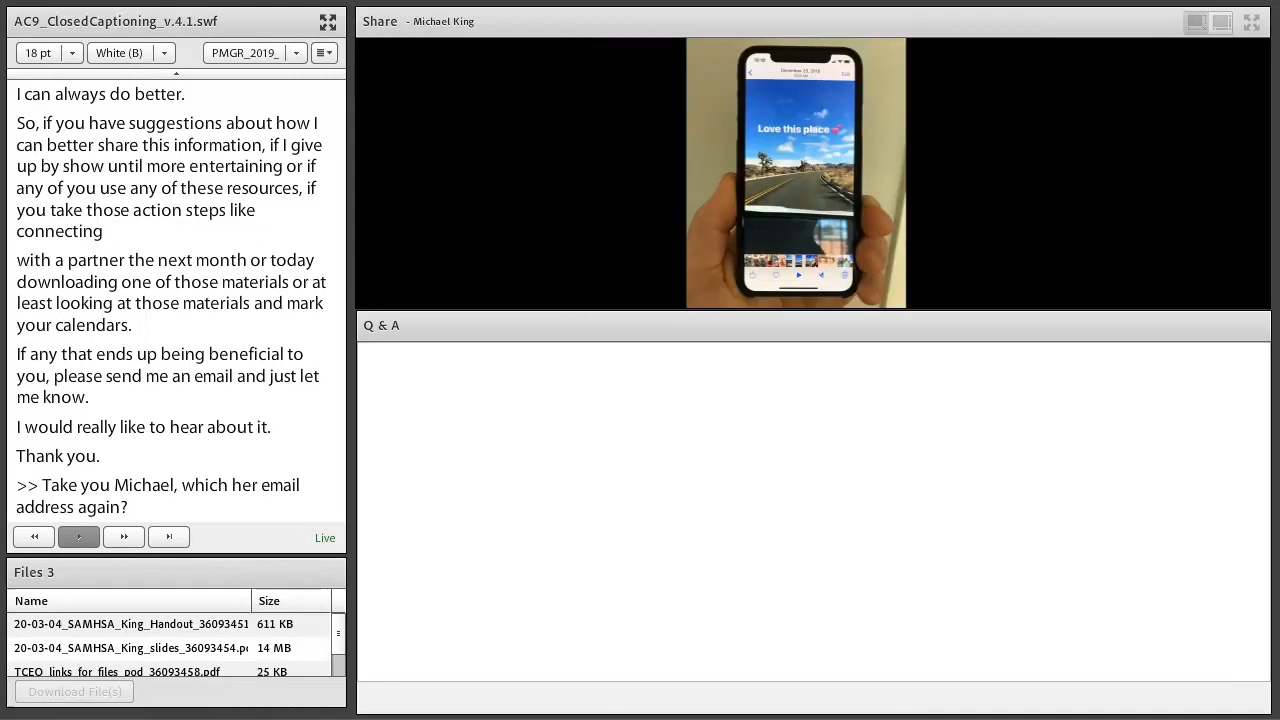 AC9_ClosedCaptioning_v.4.1.swf
18 pt
White (B)
PMGR_2019_
I can always do better.
So, if you have suggestions about how I
can better share this information, if I give
up by show until more entertaining or if
any of you use any of these resources, if
you take those action steps like
connecting
with a partner the next month or today
downloading one of those materials or at
least looking at those materials and mark
your calendars.
If any that ends up being beneficial to
you, please send me an email and just let
me know.
I would really like to hear about it.
Thank you.
>> Take you Michael, which her email
address again?
Live
Files 3
Name Size
20-03-04_SAMHSA_King_Handout_36093451 611 KB
20-03-04_SAMHSA_King_slides_36093454.pd 14 MB
TCEO_links_for_files_pod_36093458.pdf 25 KB
Download File(s)
Share - Michael King
Love this place
Q & A